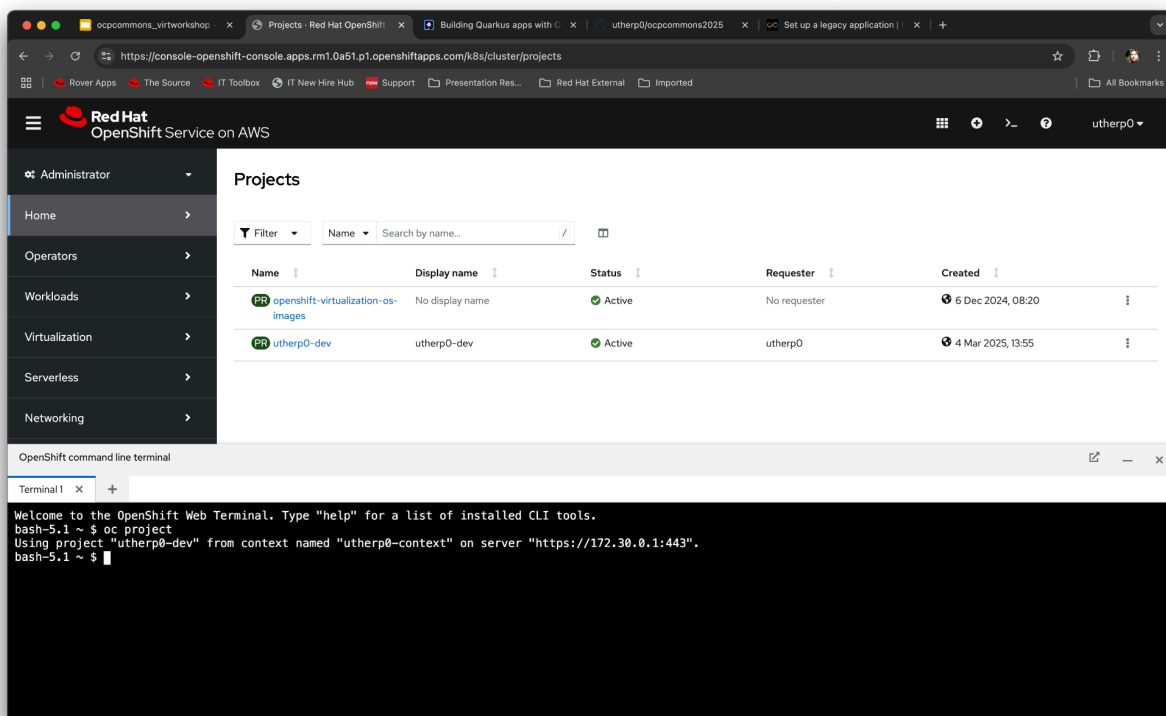 ocpcommons_virtworkshop -
Projects · Red Hat OpenShift
Building Quarkus apps with
utherp0/ocpcommons2025
Set up a legacy application |
https://console-openshift-console.apps.rm1.0a51.p1.openshiftapps.com/k8s/cluster/projects
Rover Apps
The Source
IT Toolbox
IT New Hire Hub
now
Support
Presentation Res...
Red Hat External
Imported
All Bookmarks
Red Hat
OpenShift Service on AWS
utherp0
Administrator
Home
Operators
Workloads
Virtualization
Serverless
Networking
Projects
Filter
Name
Search by name...
/
Name
Display name
Status
Requester
Created
PR openshift-virtualization-os-
images
No display name
Active
No requester
6 Dec 2024, 08:20
PR utherp0-dev
utherp0-dev
Active
utherp0
4 Mar 2025, 13:55
OpenShift command line terminal
Terminal 1
Welcome to the OpenShift Web Terminal. Type "help" for a list of installed CLI tools.
bash-5.1 ~ $ oc project
Using project "utherp0-dev" from context named "utherp0-context" on server "https://172.30.0.1:443".
bash-5.1 ~ $